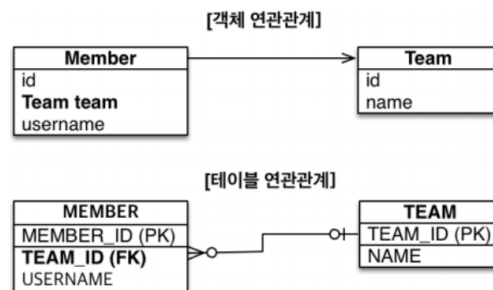 [객체 연관관계]
Member
id
Team team
username
Team
id
name
[테이블 연관관계]
MEMBER
MEMBER_ID (PK)
TEAM_ID (FK)
USERNAME
TEAM
TEAM_ID (PK)
NAME